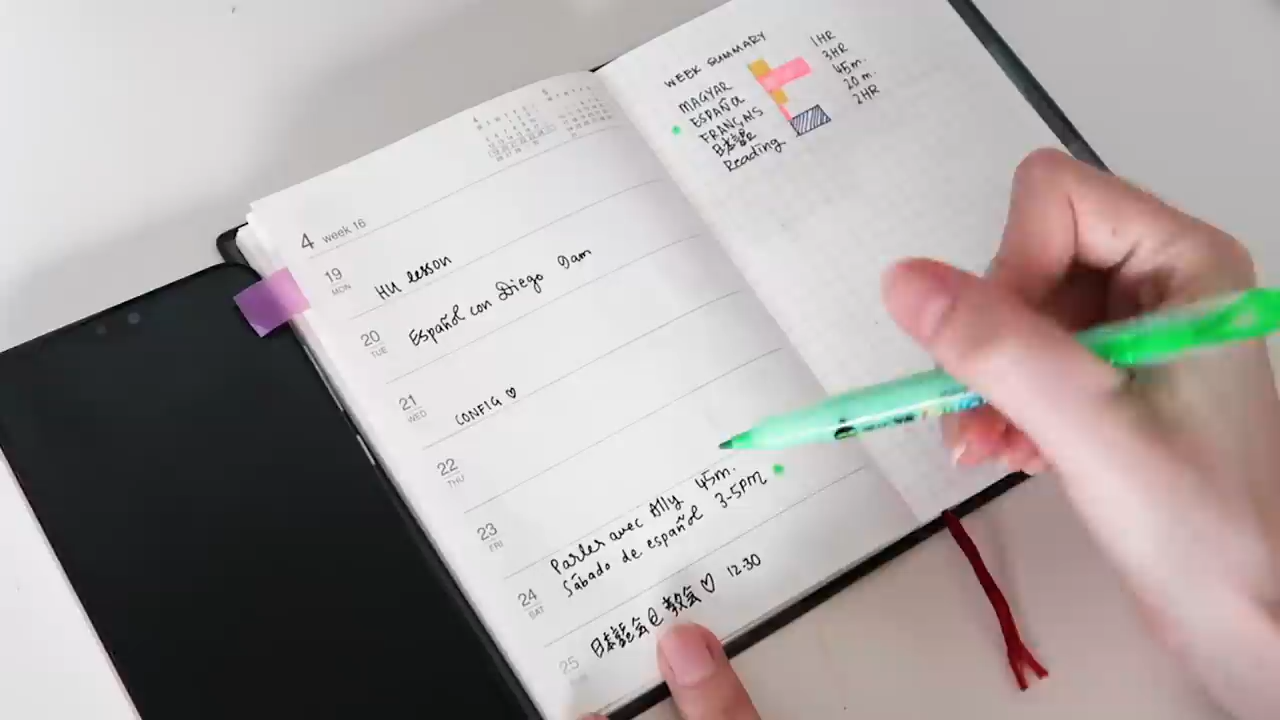 4 week 16
19
MON
HU lesson
20
TUE
Español con Diego 9am
21
WED
CONFIG ♡
22
THU
23
FRI
Parler avec Ally 45m.
24
SAT
Sábado de español 3-5PM
日本語会@教会♡ 12:30
25
WEEK SUMMARY
MAGYAR 1HR
ESPAÑOL 3HR
FRANÇAIS 45m.
日本語 20 m.
Reading 2HR